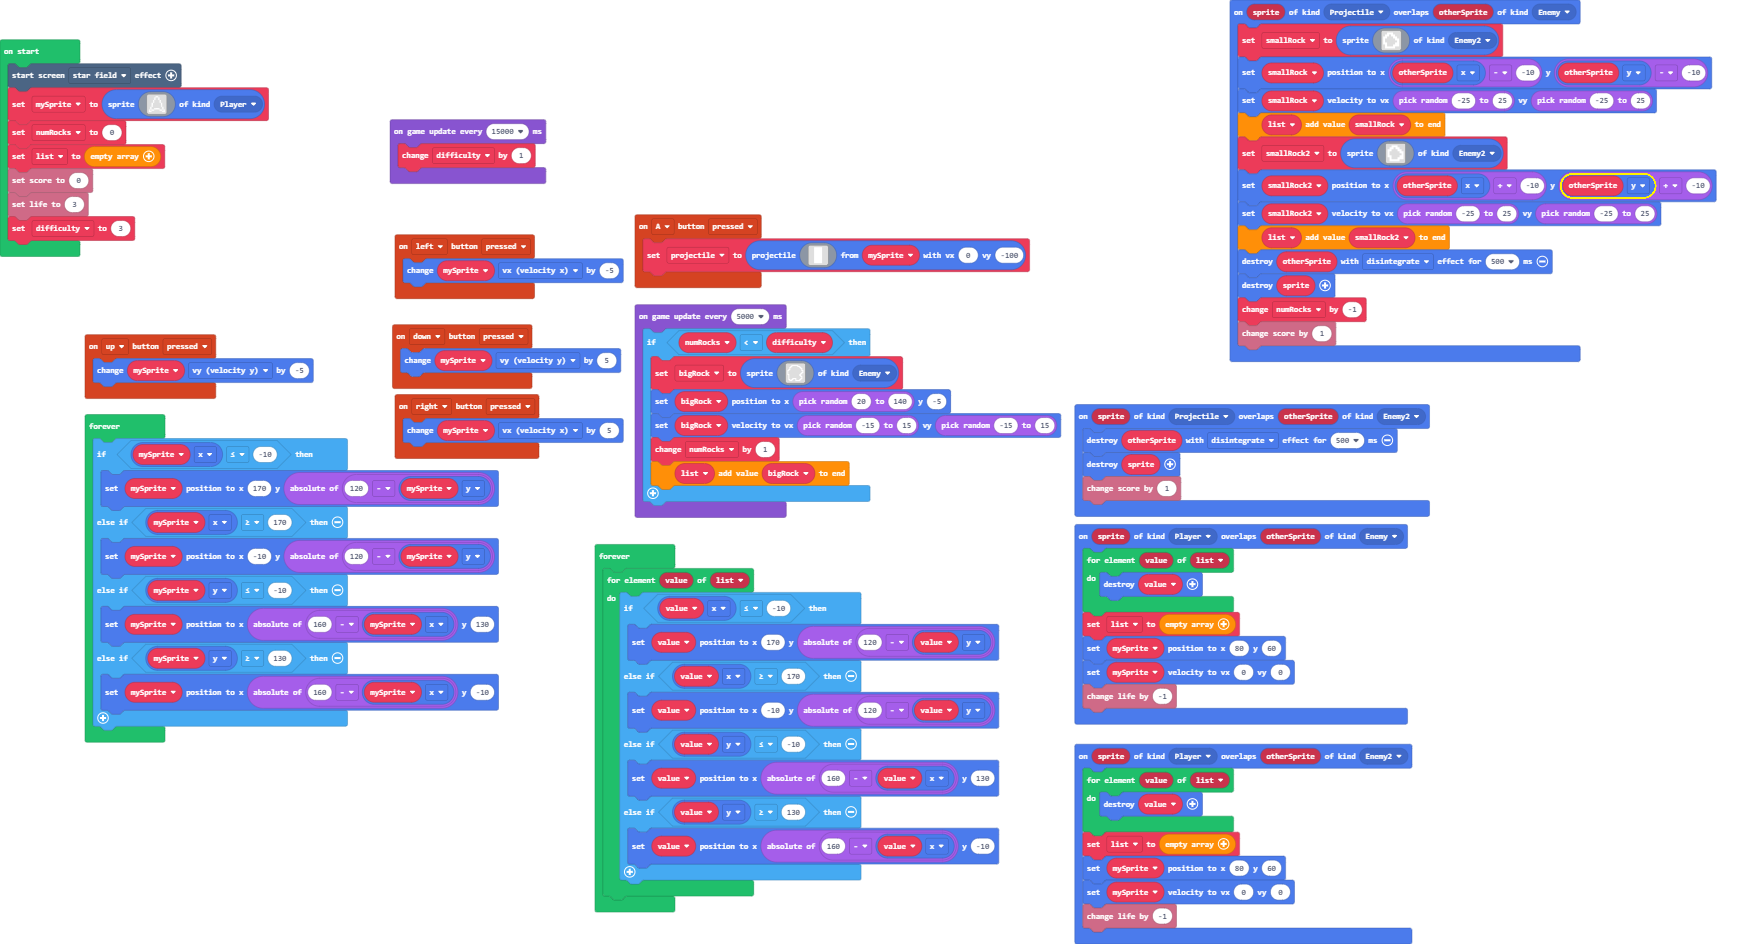 on start
start screen star field effect
set mySprite to sprite of kind Player
set numRocks to 0
set list to empty array
set score to 0
set life to 3
set difficulty to 3
on game update every 15000 ms
change difficulty by 1
on left button pressed
change mySprite vx (velocity x) by -5
on up button pressed
change mySprite vy (velocity y) by -5
on down button pressed
change mySprite vy (velocity y) by 5
on right button pressed
change mySprite vx (velocity x) by 5
forever
if mySprite x ≤ -10 then
set mySprite position to x 170 y absolute of 120 - mySprite y
else if mySprite x ≥ 170 then
set mySprite position to x -10 y absolute of 120 - mySprite y
else if mySprite y ≤ -10 then
set mySprite position to x absolute of 160 - mySprite x y 130
else if mySprite y ≥ 130 then
set mySprite position to x absolute of 160 - mySprite x y -10
on A button pressed
set projectile to projectile from mySprite with vx 0 vy -100
on game update every 5000 ms
if numRocks < difficulty then
set bigRock to sprite of kind Enemy
set bigRock position to x pick random 20 to 140 y -5
set bigRock velocity to vx pick random -15 to 15 vy pick random -15 to 15
change numRocks by 1
list add value bigRock to end
forever
for element value of list
do
if value x ≤ -10 then
set value position to x 170 y absolute of 120 - value y
else if value x ≥ 170 then
set value position to x -10 y absolute of 120 - value y
else if value y ≤ -10 then
set value position to x absolute of 160 - value x y 130
else if value y ≥ 130 then
set value position to x absolute of 160 - value x y -10
on sprite of kind Projectile overlaps otherSprite of kind Enemy
set smallRock to sprite of kind Enemy2
set smallRock position to x otherSprite x - -10 y otherSprite y - -10
set smallRock velocity to vx pick random -25 to 25 vy pick random -25 to 25
list add value smallRock to end
set smallRock2 to sprite of kind Enemy2
set smallRock2 position to x otherSprite x + -10 y otherSprite y + -10
set smallRock2 velocity to vx pick random -25 to 25 vy pick random -25 to 25
list add value smallRock2 to end
destroy otherSprite with disintegrate effect for 500 ms
destroy sprite
change numRocks by -1
change score by 1
on sprite of kind Projectile overlaps otherSprite of kind Enemy2
destroy otherSprite with disintegrate effect for 500 ms
destroy sprite
change score by 1
on sprite of kind Player overlaps otherSprite of kind Enemy
for element value of list
do destroy value
set list to empty array
set mySprite position to x 80 y 60
set mySprite velocity to vx 0 vy 0
change life by -1
on sprite of kind Player overlaps otherSprite of kind Enemy2
for element value of list
do destroy value
set list to empty array
set mySprite position to x 80 y 60
set mySprite velocity to vx 0 vy 0
change life by -1